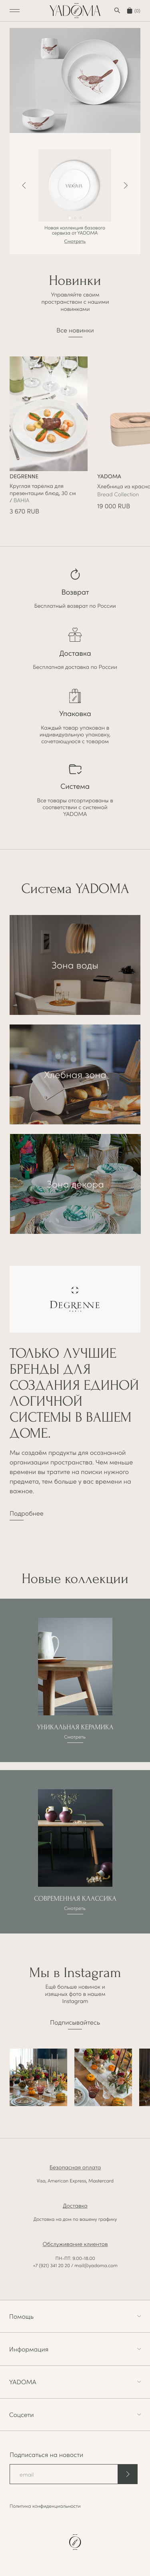 YADOMA
(0)
YADOMA
Новая коллекция базового
сервиза от YADOMA
Смотреть
Новинки
Управляйте своим
пространством с нашими
новинками
Все новинки
DEGRENNE
Круглая тарелка для
презентации блюд, 30 см
/ BAHIA
3 670 RUB
YADOMA
Хлебница из красно
Bread Collection
19 000 RUB
Возврат
Бесплатный возврат по России
Доставка
Бесплатная доставка по России
Упаковка
Каждый товар упакован в
индивидуальную упаковку,
сочетающуюся с товаром
Система
Все товары отсортированы в
соответствии с системой
YADOMA
Система YADOMA
Зона воды
Хлебная зона
Зона декора
DEGRENNE
PARIS
ТОЛЬКО ЛУЧШИЕ
БРЕНДЫ ДЛЯ
СОЗДАНИЯ ЕДИНОЙ
ЛОГИЧНОЙ
СИСТЕМЫ В ВАШЕМ
ДОМЕ.
Мы создаём продукты для осознанной
организации пространства. Чем меньше
времени вы тратите на поиски нужного
предмета, тем больше у вас времени на
важное.
Подробнее
Новые коллекции
УНИКАЛЬНАЯ КЕРАМИКА
Смотреть
СОВРЕМЕННАЯ КЛАССИКА
Смотреть
Мы в Instagram
Ещё больше новинок и
изящных фото в нашем
Instagram
Подписывайтесь
Безопасная оплата
Visa, American Express, Mastercard
Доставка
Доставка на дом по вашему графику
Обслуживание клиентов
ПН-ПТ: 9.00-18.00
+7 (921) 341 20 20 / mail@yadoma.com
Помощь
Информация
YADOMA
Соцсети
Подписаться на новости
email
Политика конфиденциальности